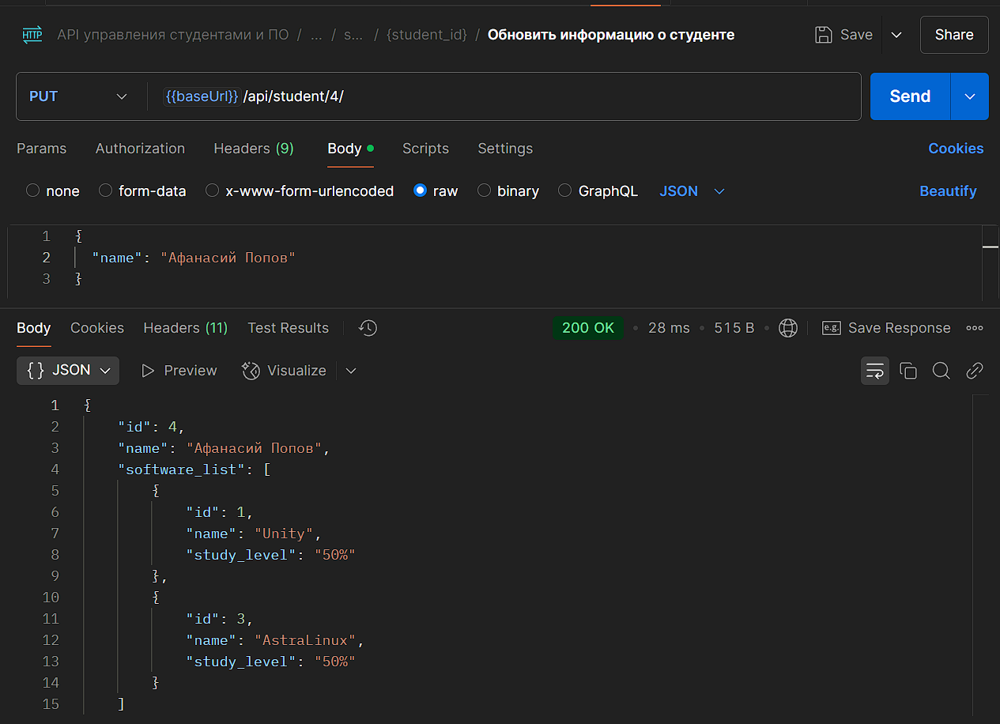 HTTP API управления студентами и ПО / ... / s... / {student_id} / Обновить информацию о студенте Save Share
PUT {{baseUrl}} /api/student/4/ Send
Params Authorization Headers (9) Body Scripts Settings Cookies
none form-data x-www-form-urlencoded raw binary GraphQL JSON Beautify
1 {
2 "name": "Афанасий Попов"
3 }
Body Cookies Headers (11) Test Results 200 OK • 28 ms • 515 B • e.g. Save Response
{} JSON Preview Visualize
1 {
2 "id": 4,
3 "name": "Афанасий Попов",
4 "software_list": [
5 {
6 "id": 1,
7 "name": "Unity",
8 "study_level": "50%"
9 },
10 {
11 "id": 3,
12 "name": "AstraLinux",
13 "study_level": "50%"
14 }
15 ]